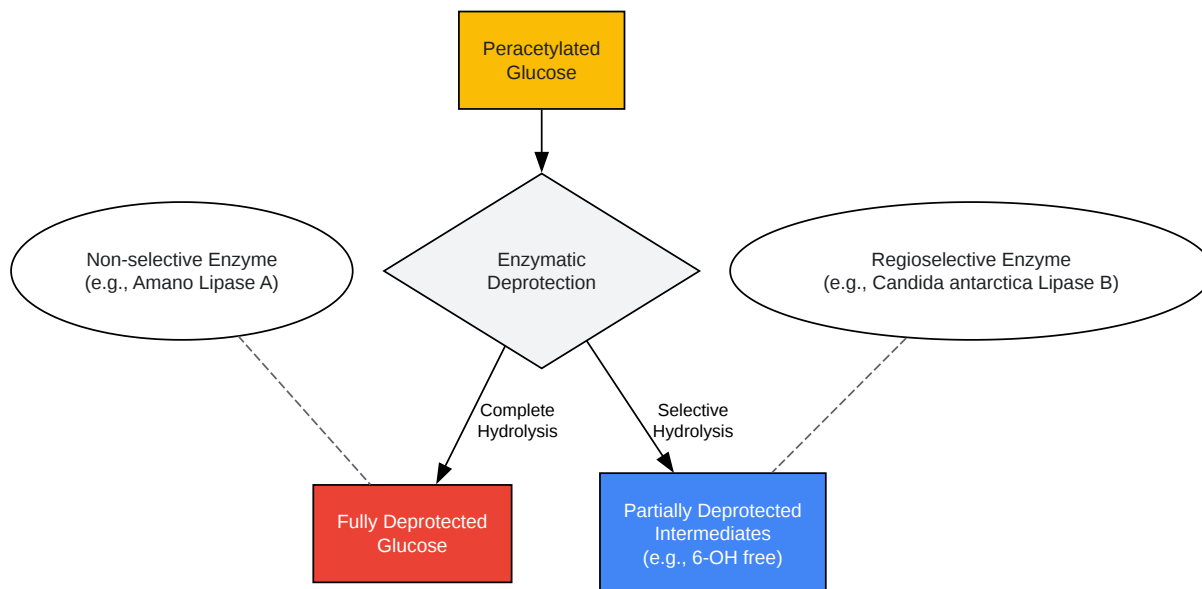 Peracetylated
Glucose
Non-selective Enzyme
(e.g., Amano Lipase A)
Enzymatic
Deprotection
Regioselective Enzyme
(e.g., Candida antarctica Lipase B)
Complete
Hydrolysis
Selective
Hydrolysis
Fully Deprotected
Glucose
Partially Deprotected
Intermediates
(e.g., 6-OH free)